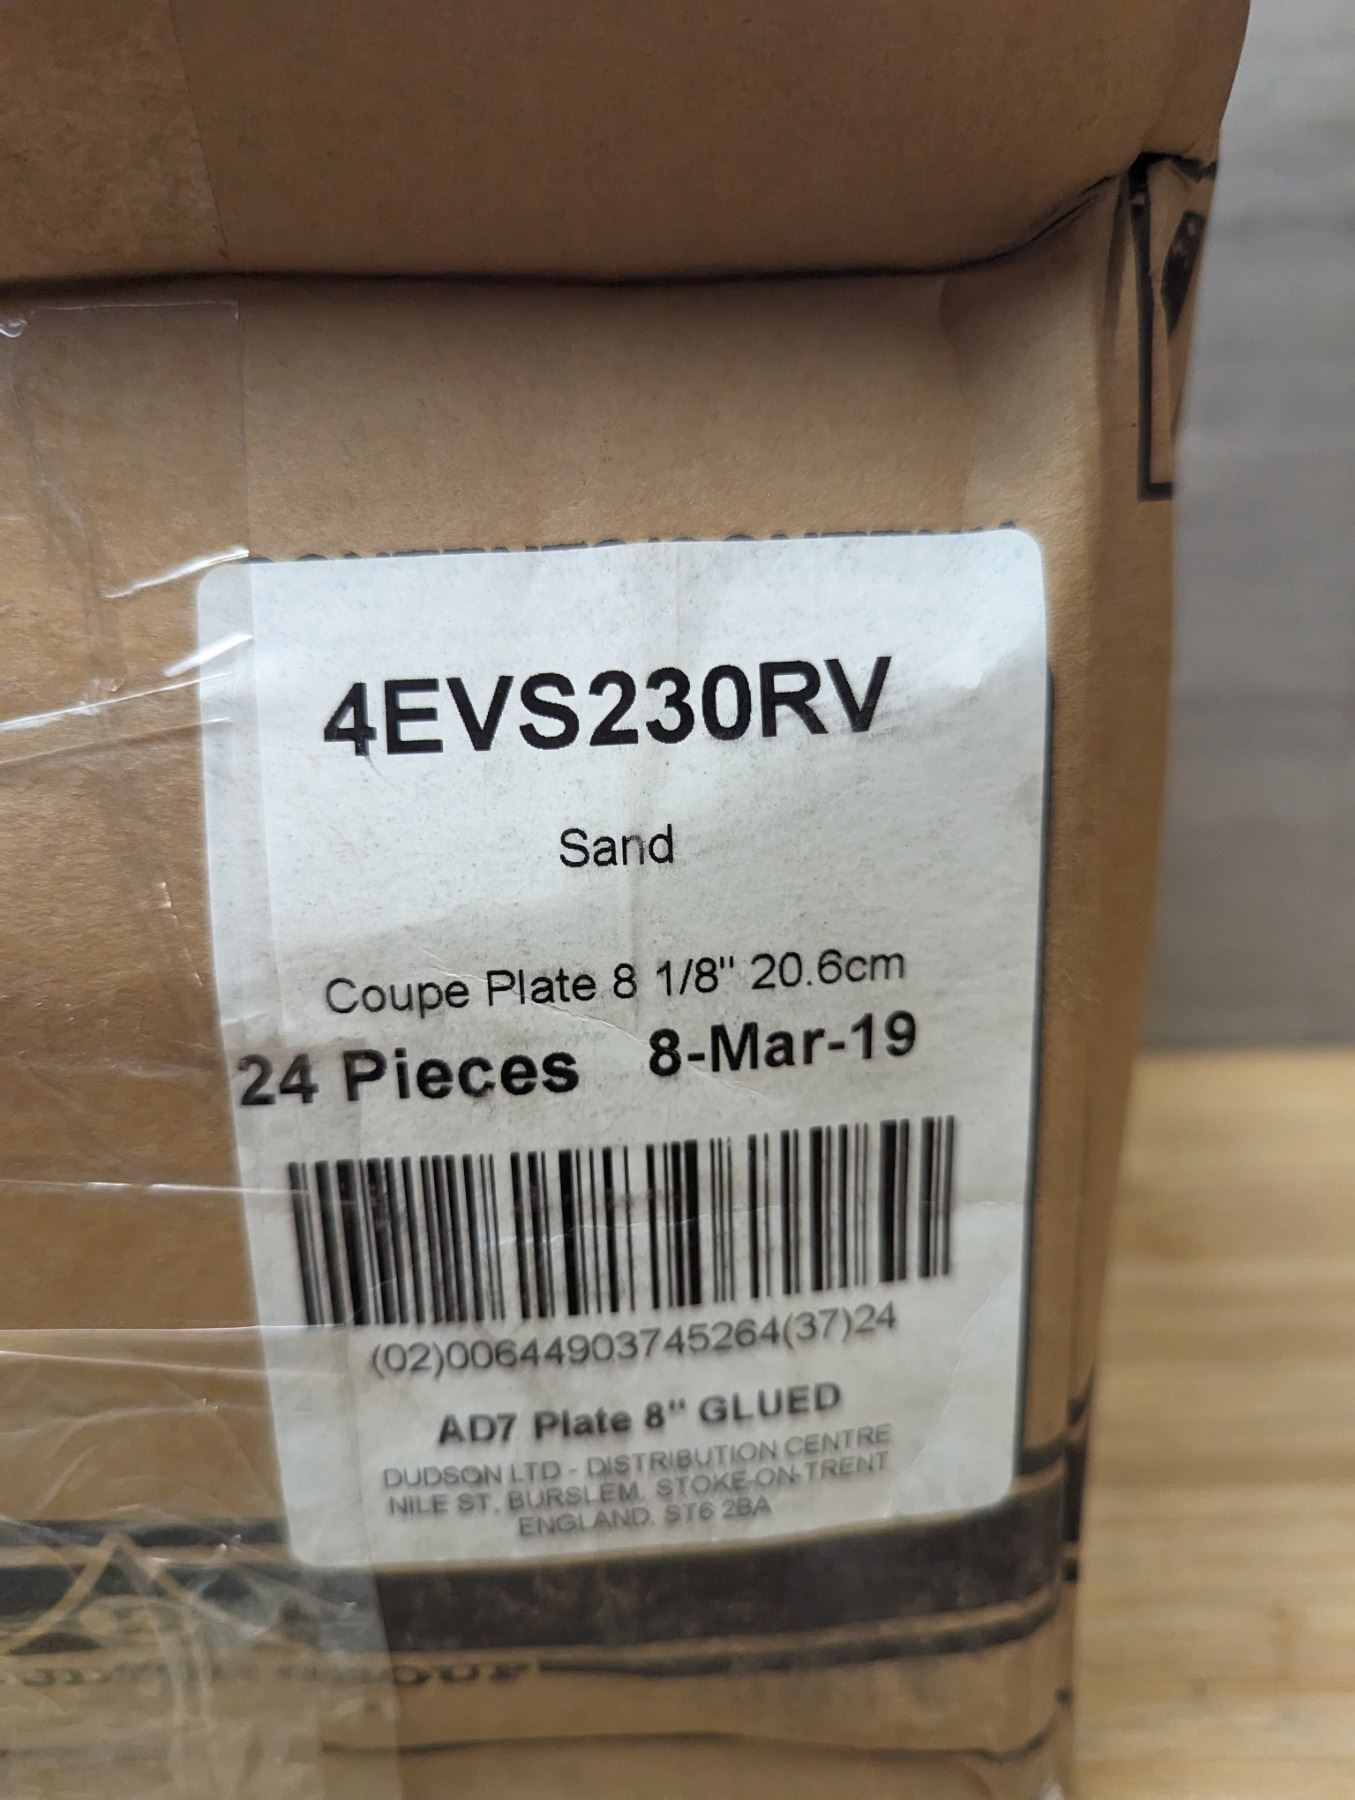 4EVS230RV
Sand
Coupe Plate 8 1/8" 20.6cm
24 Pieces 8-Mar-19
(02)00644903745264(37)24
AD7 Plate 8" GLUED
DUDSON LTD - DISTRIBUTION CENTRE
NILE ST, BURSLEM, STOKE-ON-TRENT
ENGLAND. ST6 2BA